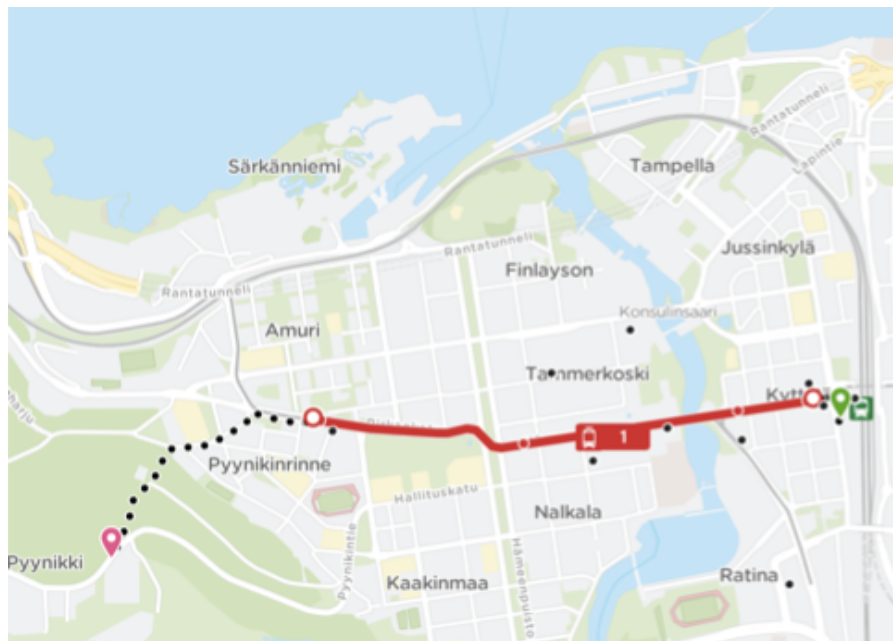 Särkänniemi
Tampella
Rantatunneli
Lapintie
Jussinkylä
Rantatunneli
Finlayson
Rantatunneli
Konsulinsaari
Amuri
Tammerkoski
1
Pyynikinrinne
Hallituskatu
Nalkala
Pyynikintie
Hämeenpuisto
Pyynikki
Kaakinmaa
Ratina